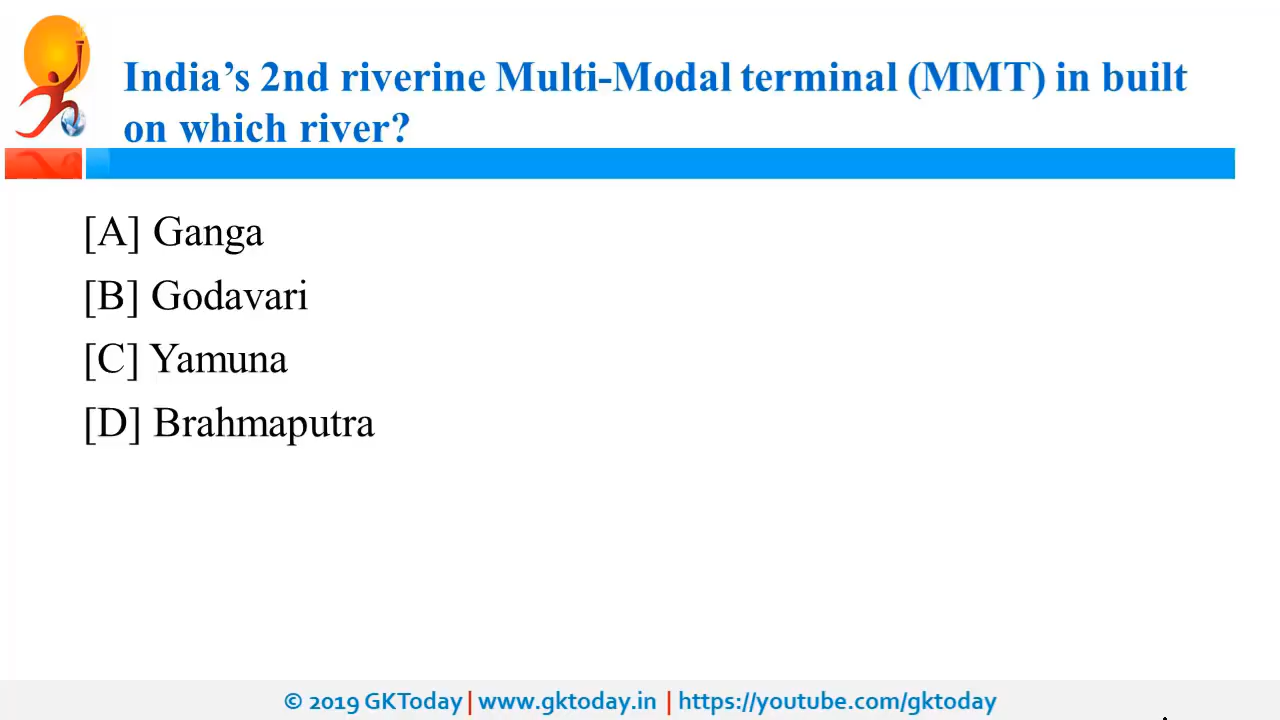 India’s 2nd riverine Multi-Modal terminal (MMT) in built
on which river?
[A] Ganga
[B] Godavari
[C] Yamuna
[D] Brahmaputra
© 2019 GKToday | www.gktoday.in | https://youtube.com/gktoday